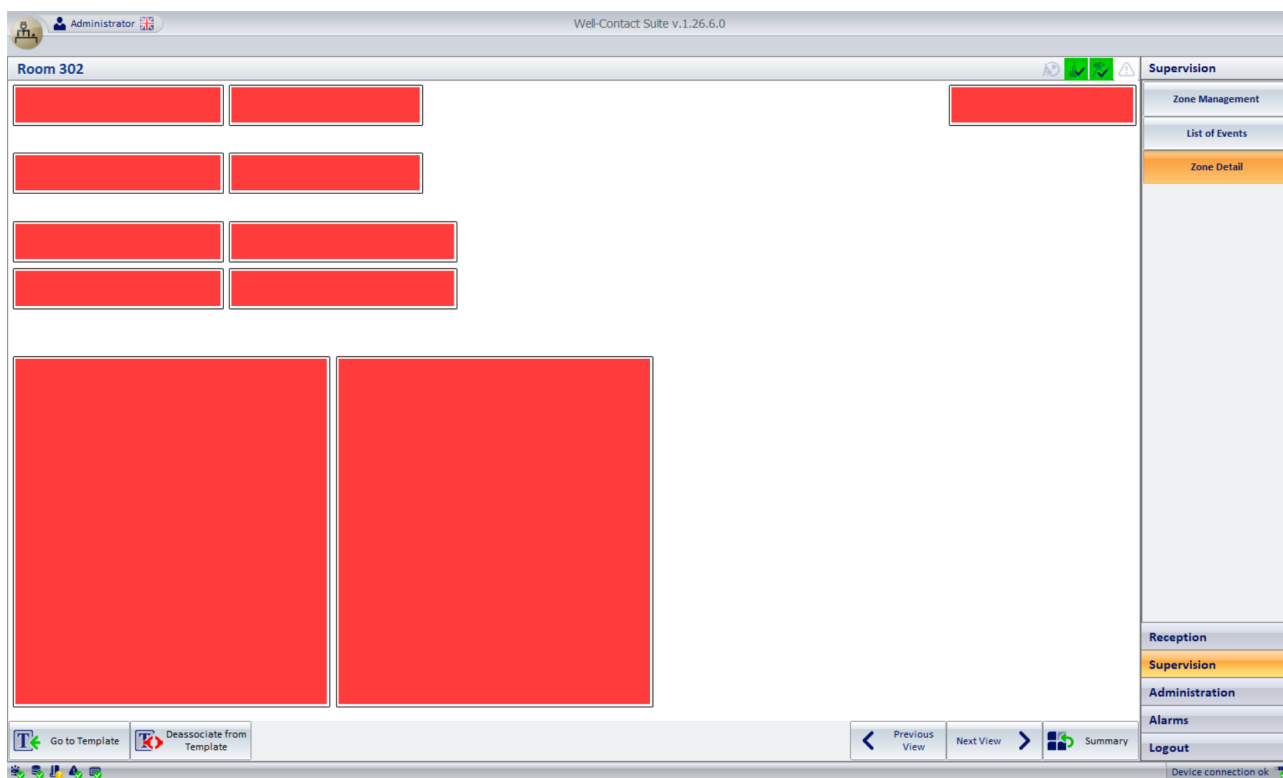 Administrator
Well-Contact Suite v.1.26.6.0
Room 302
Supervision
Zone Management
List of Events
Zone Detail
Reception
Supervision
Administration
Alarms
Logout
T Go to Template
T Deassociate from
Template
Previous
View
Next View
Summary
Device connection ok